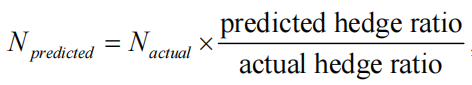 N_predicted = N_actual × predicted hedge ratio / actual hedge ratio,